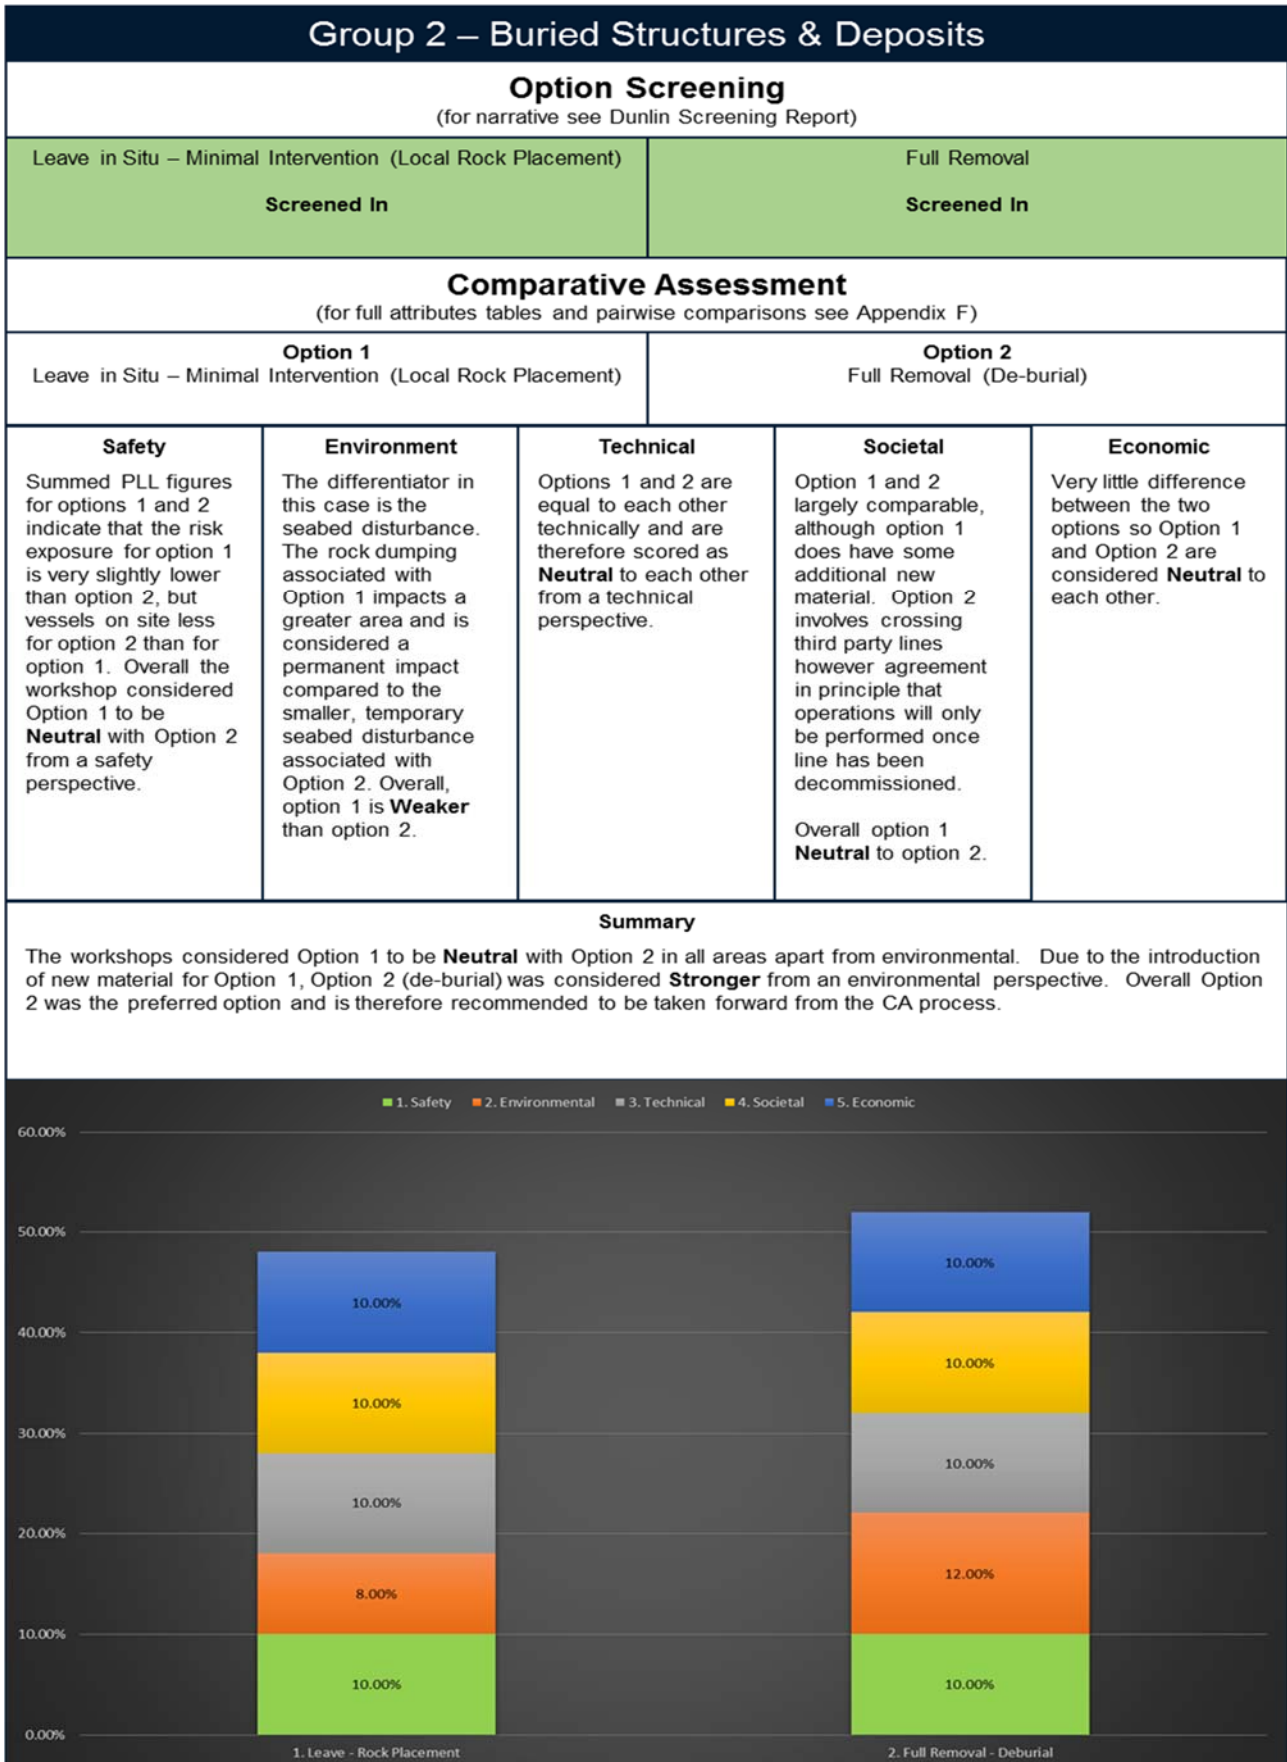 Group 2 – Buried Structures & Deposits
Option Screening
(for narrative see Dunlin Screening Report)
Leave in Situ – Minimal Intervention (Local Rock Placement)
Screened In
Full Removal
Screened In
Comparative Assessment
(for full attributes tables and pairwise comparisons see Appendix F)
Option 1
Leave in Situ – Minimal Intervention (Local Rock Placement)
Option 2
Full Removal (De-burial)
Safety
Summed PLL figures
for options 1 and 2
indicate that the risk
exposure for option 1
is very slightly lower
than option 2, but
vessels on site less
for option 2 than for
option 1. Overall the
workshop considered
Option 1 to be
Neutral with Option 2
from a safety
perspective.
Environment
The differentiator in
this case is the
seabed disturbance.
The rock dumping
associated with
Option 1 impacts a
greater area and is
considered a
permanent impact
compared to the
smaller, temporary
seabed disturbance
associated with
Option 2. Overall,
option 1 is Weaker
than option 2.
Technical
Options 1 and 2 are
equal to each other
technically and are
therefore scored as
Neutral to each other
from a technical
perspective.
Societal
Option 1 and 2
largely comparable,
although option 1
does have some
additional new
material. Option 2
involves crossing
third party lines
however agreement
in principle that
operations will only
be performed once
line has been
decommissioned.
Overall option 1
Neutral to option 2.
Economic
Very little difference
between the two
options so Option 1
and Option 2 are
considered Neutral to
each other.
Summary
The workshops considered Option 1 to be Neutral with Option 2 in all areas apart from environmental. Due to the introduction
of new material for Option 1, Option 2 (de-burial) was considered Stronger from an environmental perspective. Overall Option
2 was the preferred option and is therefore recommended to be taken forward from the CA process.
1. Safety 2. Environmental 3. Technical 4. Societal 5. Economic
60.00%
50.00%
40.00%
30.00%
20.00%
10.00%
0.00%
10.00%
10.00%
10.00%
8.00%
10.00%
10.00%
10.00%
10.00%
12.00%
10.00%
1. Leave - Rock Placement
2. Full Removal - Deburial